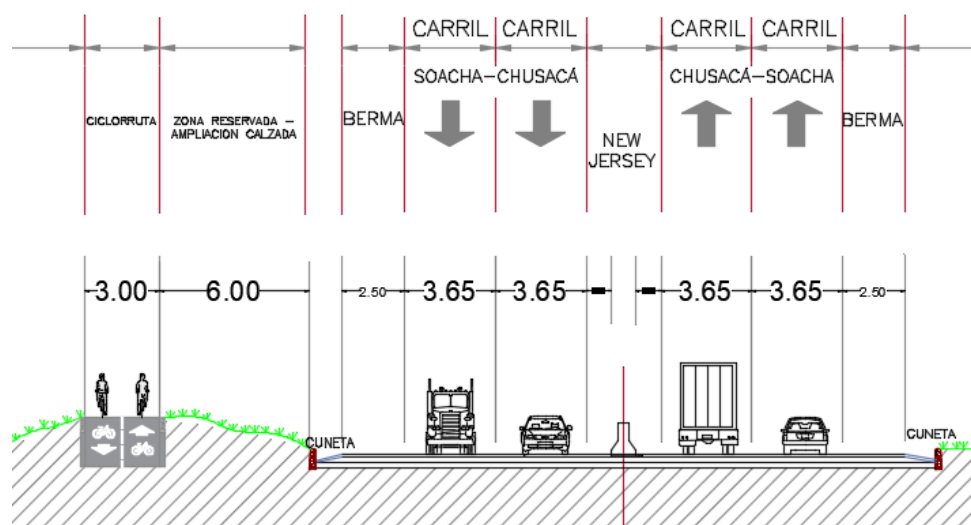 CARRIL CARRIL CARRIL CARRIL
SOACHA-CHUSACÁ CHUSACÁ-SOACHA
CICLORRUTA
ZONA RESERVADA -
AMPLIACION CALZADA
BERMA
NEW
JERSEY
BERMA
3.00 6.00 2.50 3.65 3.65 3.65 3.65 2.50
CUNETA CUNETA